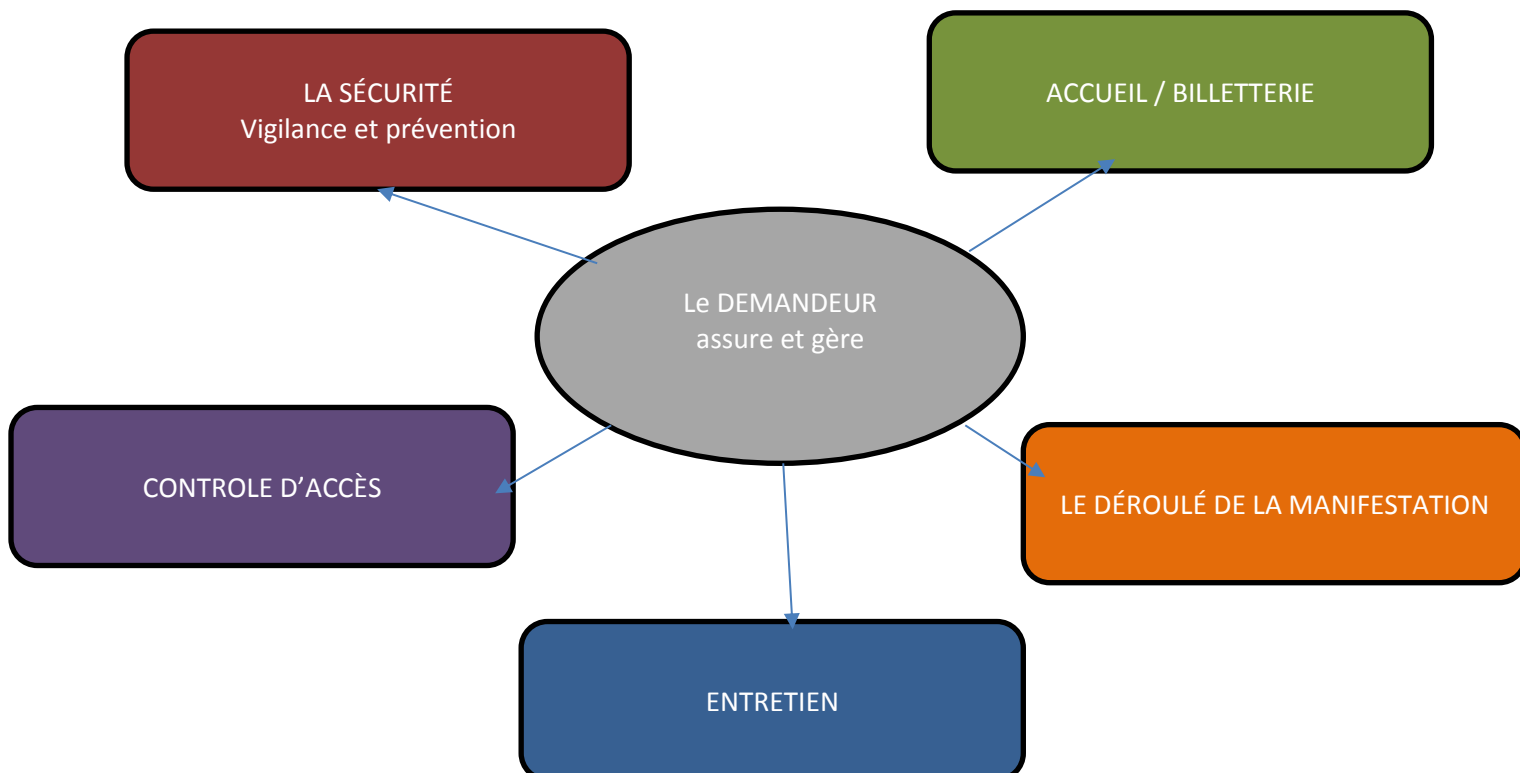 LA SÉCURITÉ
Vigilance et prévention
ACCUEIL / BILLETTERIE
Le DEMANDEUR
assure et gère
CONTROLE D’ACCÈS
LE DÉROULÉ DE LA MANIFESTATION
ENTRETIEN